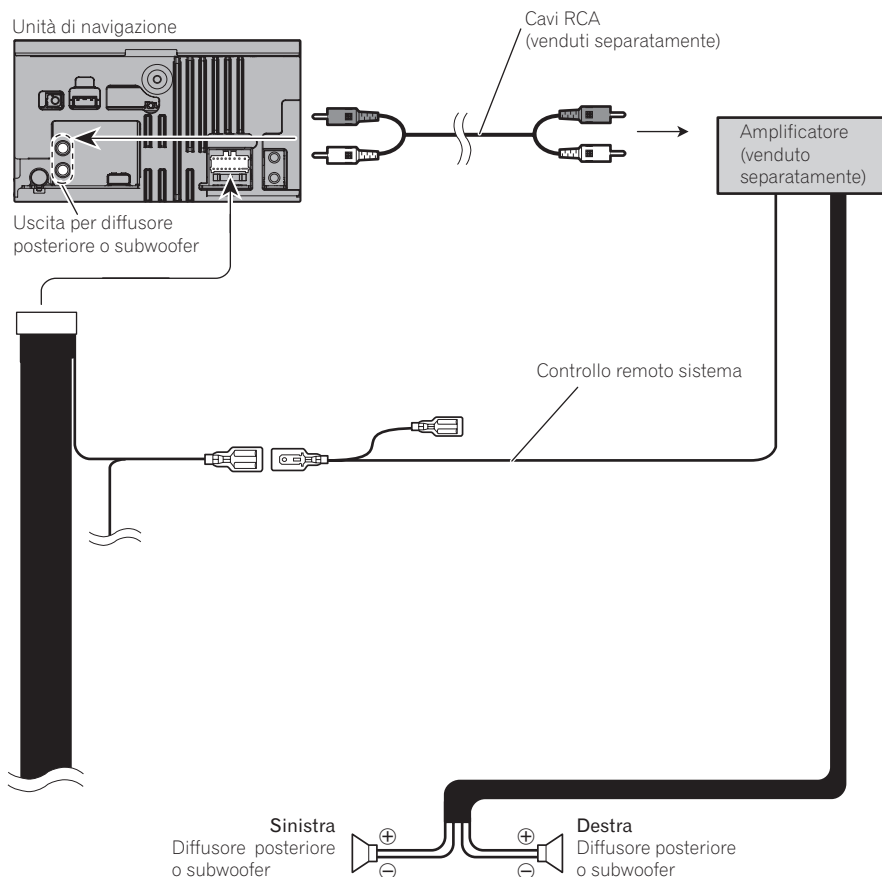 Unità di navigazione
Cavi RCA
(venduti separatamente)
Amplificatore
(venduto
separatamente)
Uscita per diffusore
posteriore o subwoofer
Controllo remoto sistema
Sinistra
Diffusore posteriore
o subwoofer
⊕
⊖
⊕
⊖
Destra
Diffusore posteriore
o subwoofer